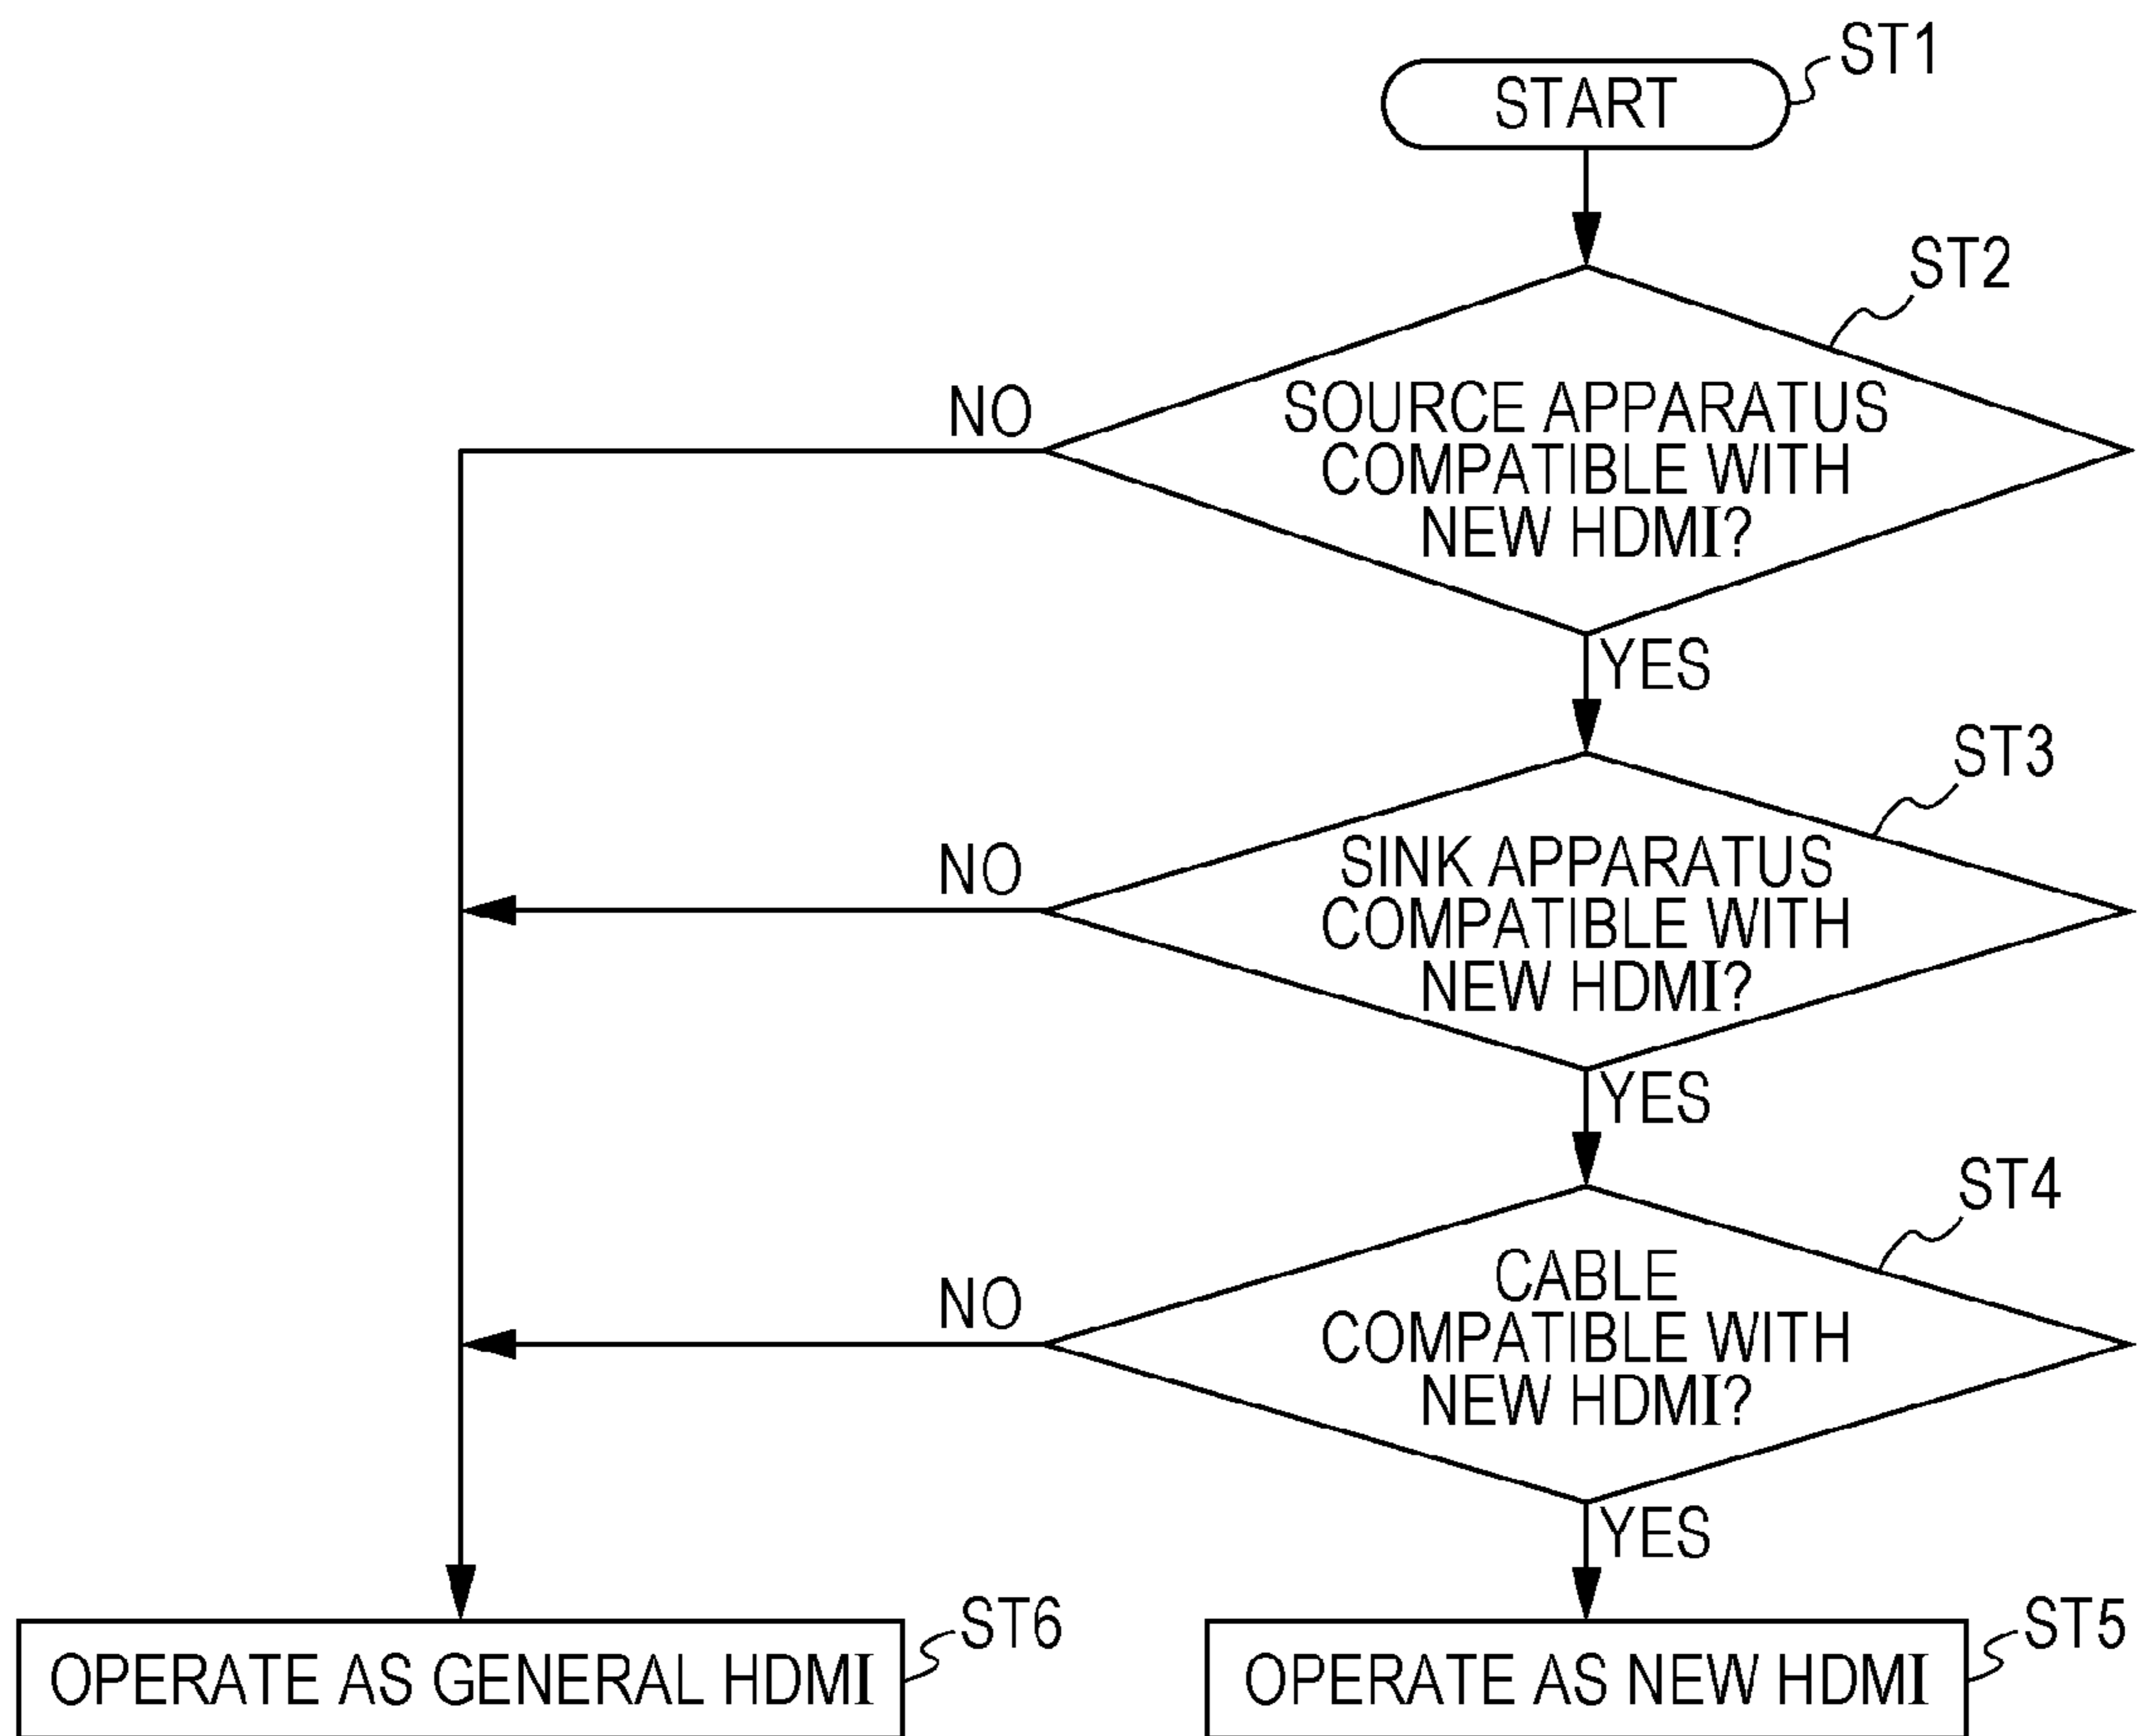 START
ST1
ST2
NO
SOURCE APPARATUS
COMPATIBLE WITH
NEW HDMI?
YES
ST3
NO
SINK APPARATUS
COMPATIBLE WITH
NEW HDMI?
YES
ST4
NO
CABLE
COMPATIBLE WITH
NEW HDMI?
YES
OPERATE AS GENERAL HDMI
ST6
OPERATE AS NEW HDMI
ST5